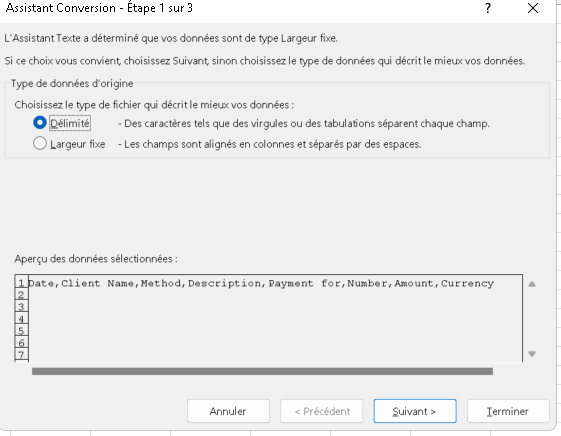 Assistant Conversion - Étape 1 sur 3 ? ✕
L'Assistant Texte a déterminé que vos données sont de type Largeur fixe.
Si ce choix vous convient, choisissez Suivant, sinon choisissez le type de données qui décrit le mieux vos données.
Type de données d'origine
Choisissez le type de fichier qui décrit le mieux vos données :
Délimité - Des caractères tels que des virgules ou des tabulations séparent chaque champ.
Largeur fixe - Les champs sont alignés en colonnes et séparés par des espaces.
Aperçu des données sélectionnées :
1 Date,Client Name,Method,Description,Payment for,Number,Amount,Currency
2
3
4
5
6
7
Annuler < Précédent Suivant > Terminer